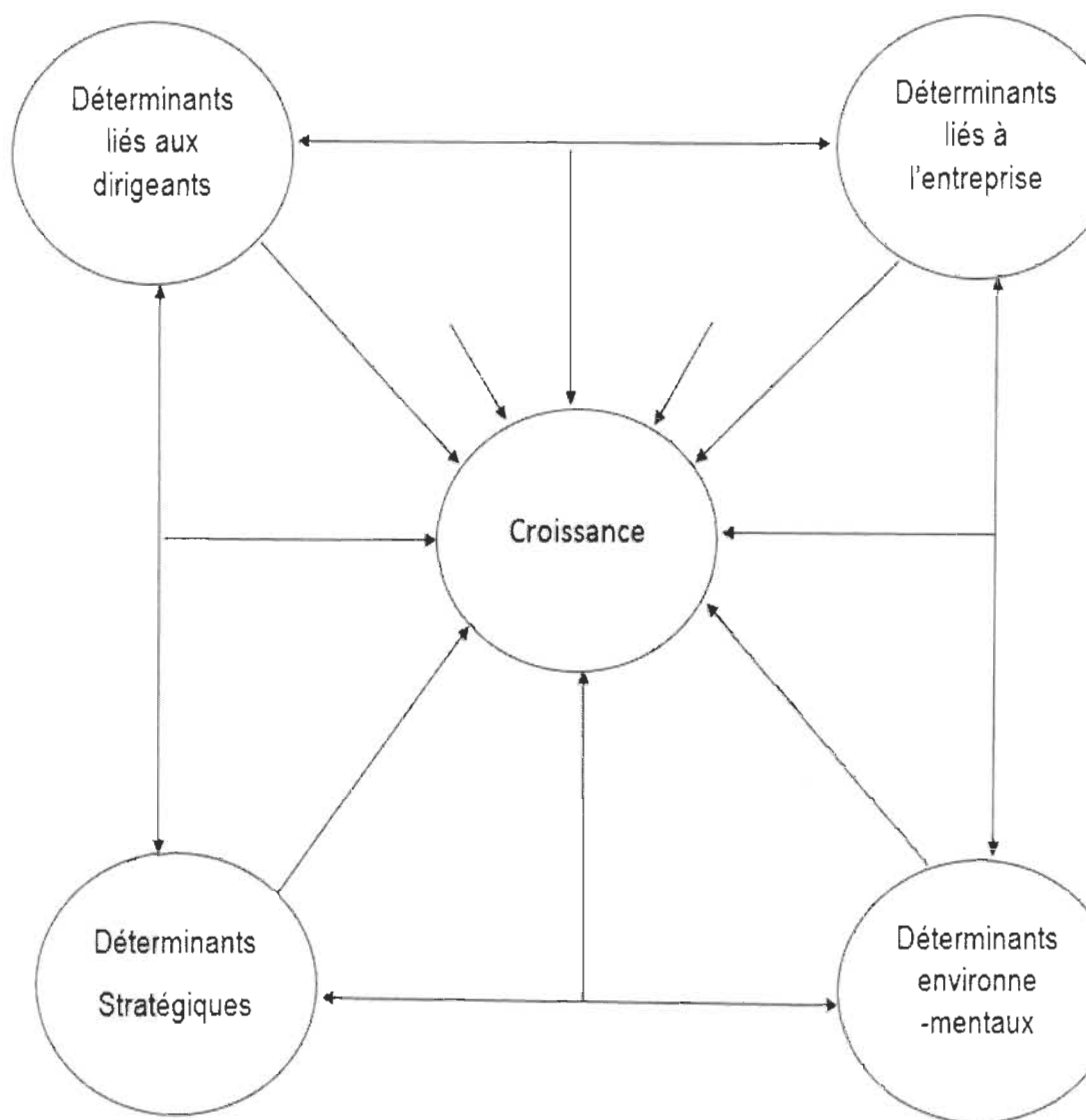 Déterminants
liés aux
dirigeants
Déterminants
liés à
l'entreprise
Croissance
Déterminants
Stratégiques
Déterminants
environne
-mentaux